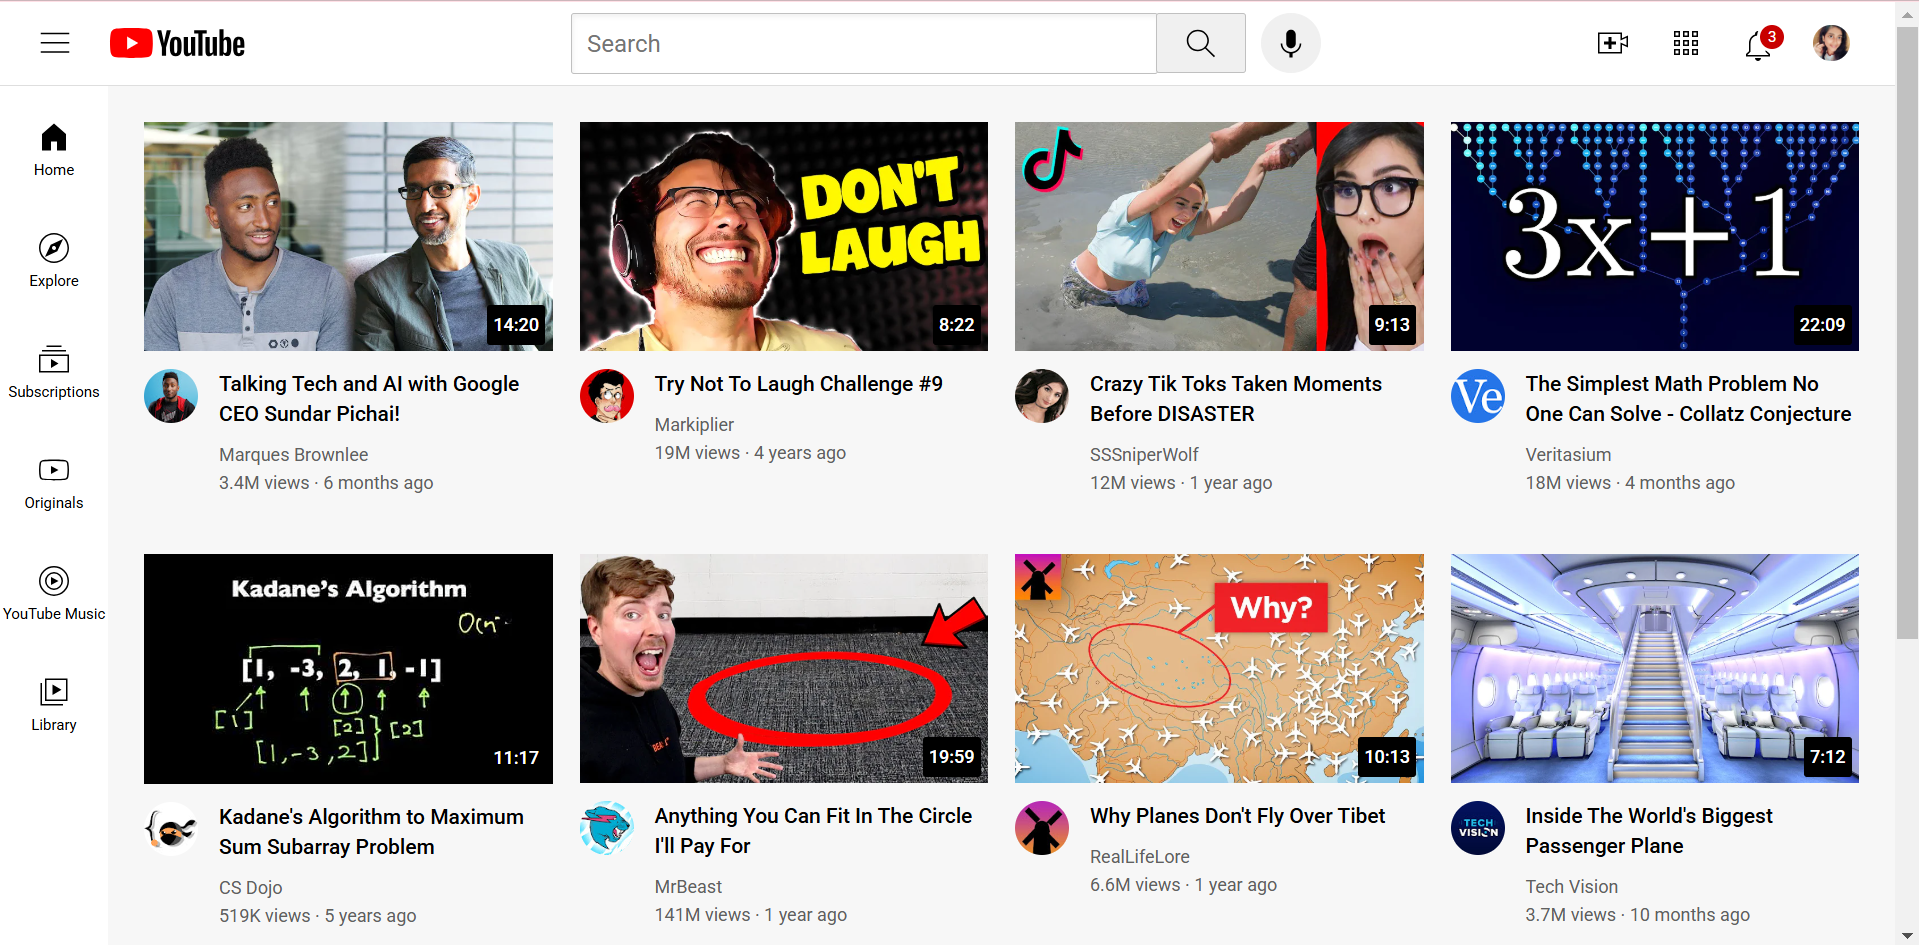 YouTube
Search
3
Home
Explore
Subscriptions
Originals
YouTube Music
Library
DON'T
LAUGH
3x+1
14:20
8:22
9:13
22:09
Talking Tech and AI with Google
CEO Sundar Pichai!
Marques Brownlee
3.4M views · 6 months ago
Try Not To Laugh Challenge #9
Markiplier
19M views · 4 years ago
Crazy Tik Toks Taken Moments
Before DISASTER
SSSniperWolf
12M views · 1 year ago
Ve
The Simplest Math Problem No
One Can Solve - Collatz Conjecture
Veritasium
18M views · 4 months ago
Kadane's Algorithm
[1, -3, 2, 1, -1]
[1]
[2]
[2]
[1, -3, 2]
11:17
19:59
Why?
10:13
7:12
Kadane's Algorithm to Maximum
Sum Subarray Problem
CS Dojo
519K views · 5 years ago
Anything You Can Fit In The Circle
I'll Pay For
MrBeast
141M views · 1 year ago
Why Planes Don't Fly Over Tibet
RealLifeLore
6.6M views · 1 year ago
TECH
VISION
Inside The World's Biggest
Passenger Plane
Tech Vision
3.7M views · 10 months ago